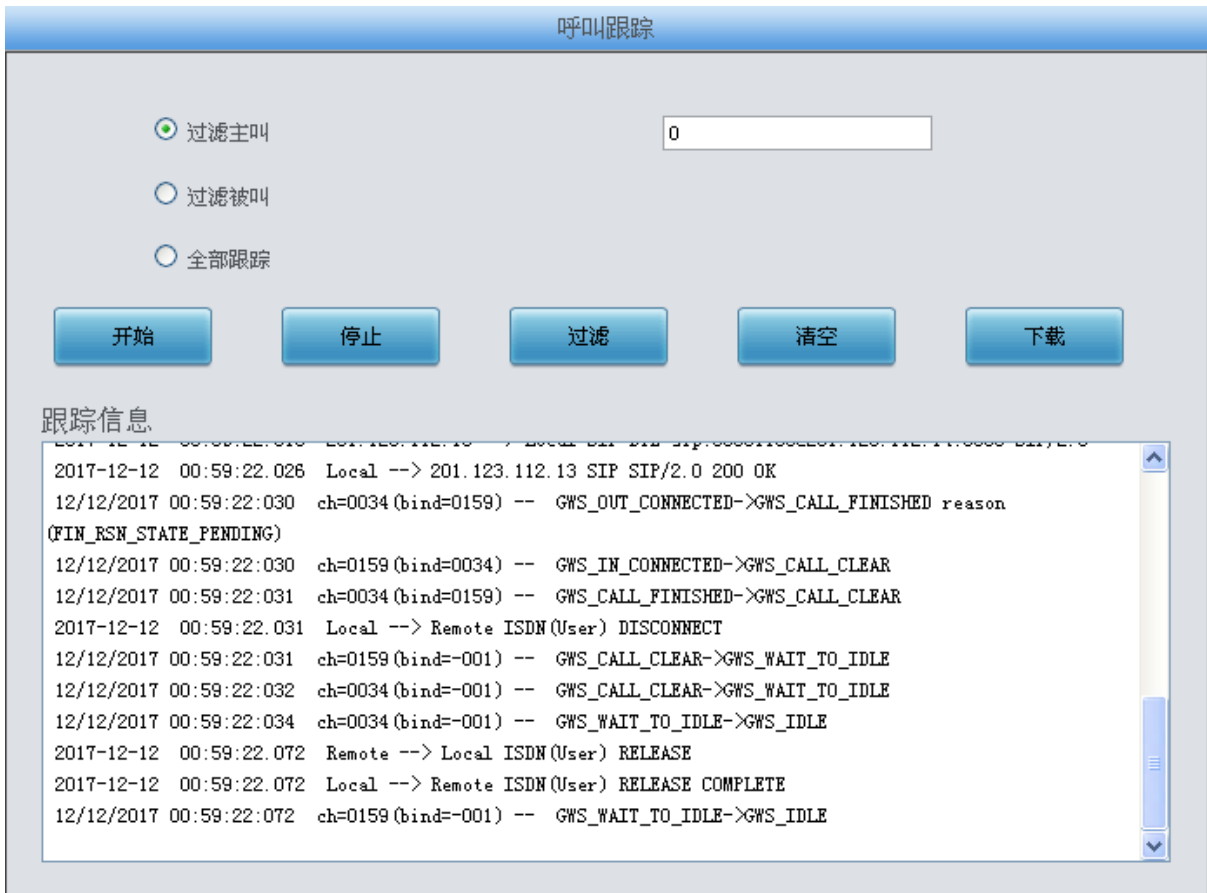 呼叫跟踪
过滤主叫 0
过滤被叫
全部跟踪
开始 停止 过滤 清空 下载
跟踪信息
2017-12-12 00:59:22.026 Local --> 201.123.112.13 SIP SIP/2.0 200 OK
12/12/2017 00:59:22:030 ch=0034(bind=0159) -- GWS_OUT_CONNECTED->GWS_CALL_FINISHED reason
(FIN_RSN_STATE_PENDING)
12/12/2017 00:59:22:030 ch=0159(bind=0034) -- GWS_IN_CONNECTED->GWS_CALL_CLEAR
12/12/2017 00:59:22:031 ch=0034(bind=0159) -- GWS_CALL_FINISHED->GWS_CALL_CLEAR
2017-12-12 00:59:22.031 Local --> Remote ISDN(User) DISCONNECT
12/12/2017 00:59:22:031 ch=0159(bind=-001) -- GWS_CALL_CLEAR->GWS_WAIT_TO_IDLE
12/12/2017 00:59:22:032 ch=0034(bind=-001) -- GWS_CALL_CLEAR->GWS_WAIT_TO_IDLE
12/12/2017 00:59:22:034 ch=0034(bind=-001) -- GWS_WAIT_TO_IDLE->GWS_IDLE
2017-12-12 00:59:22.072 Remote --> Local ISDN(User) RELEASE
2017-12-12 00:59:22.072 Local --> Remote ISDN(User) RELEASE COMPLETE
12/12/2017 00:59:22:072 ch=0159(bind=-001) -- GWS_WAIT_TO_IDLE->GWS_IDLE